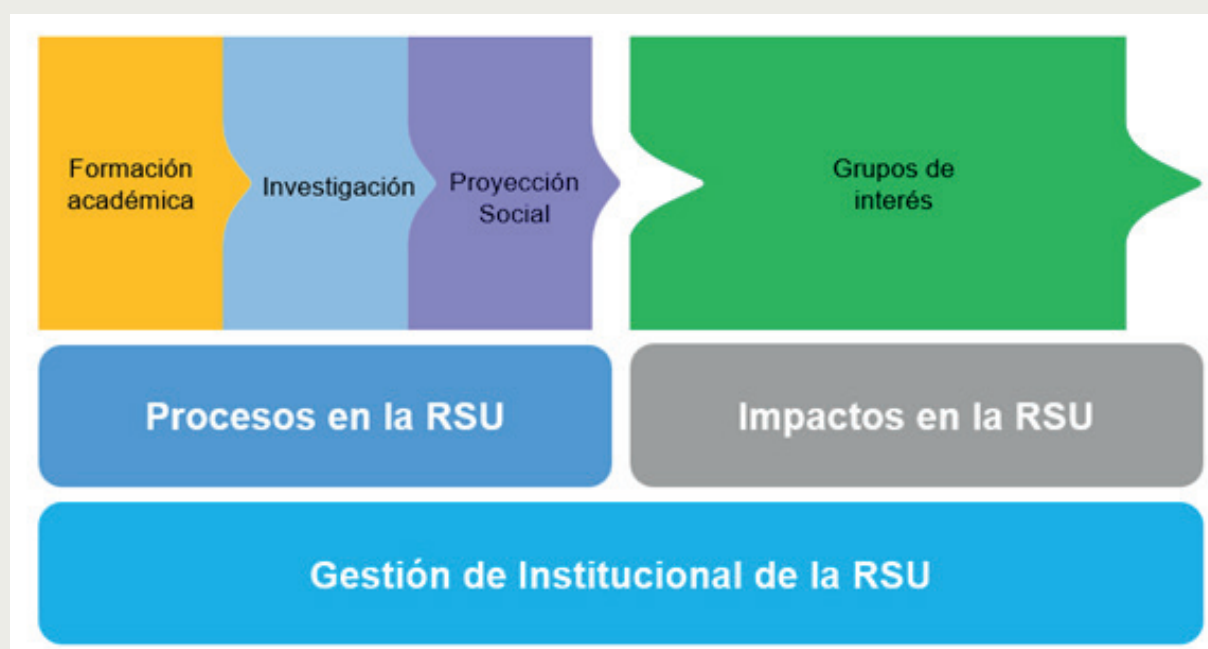 Formación
académica
Investigación
Proyección
Social
Grupos de
interés
Procesos en la RSU
Impactos en la RSU
Gestión de Institucional de la RSU